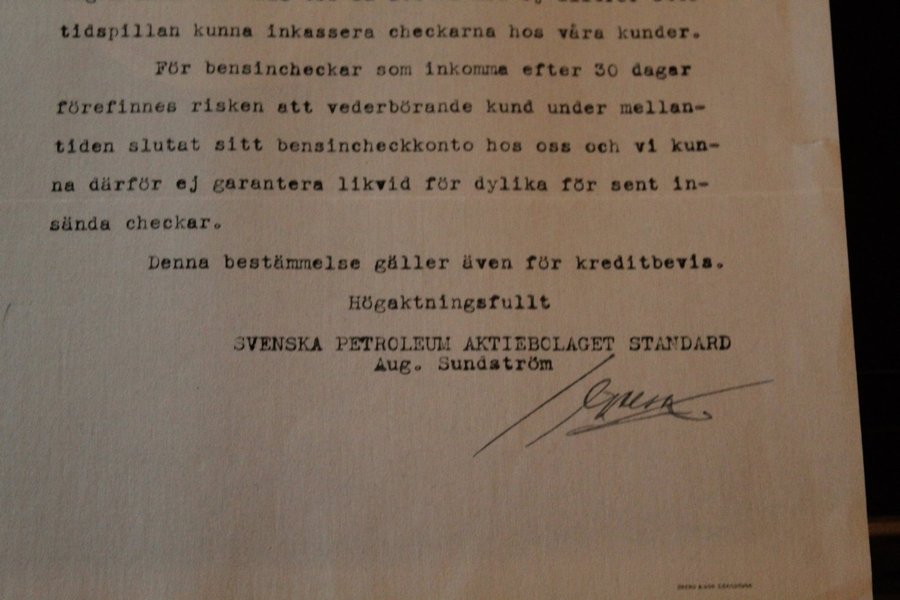 tidspillan kunna inkassera checkarna hos våra kunder.
För bensincheckar som inkomma efter 30 dagar
förefinnes risken att vederbörande kund under mellan-
tiden slutat sitt bensincheckkonto hos oss och vi kun-
na därför ej garantera likvid för dylika för sent in-
sända checkar.
Denna bestämmelse gäller även för kreditbevis.
Högaktningsfullt
SVENSKA PETROLEUM AKTIEBOLAGET STANDARD
Aug. Sundström